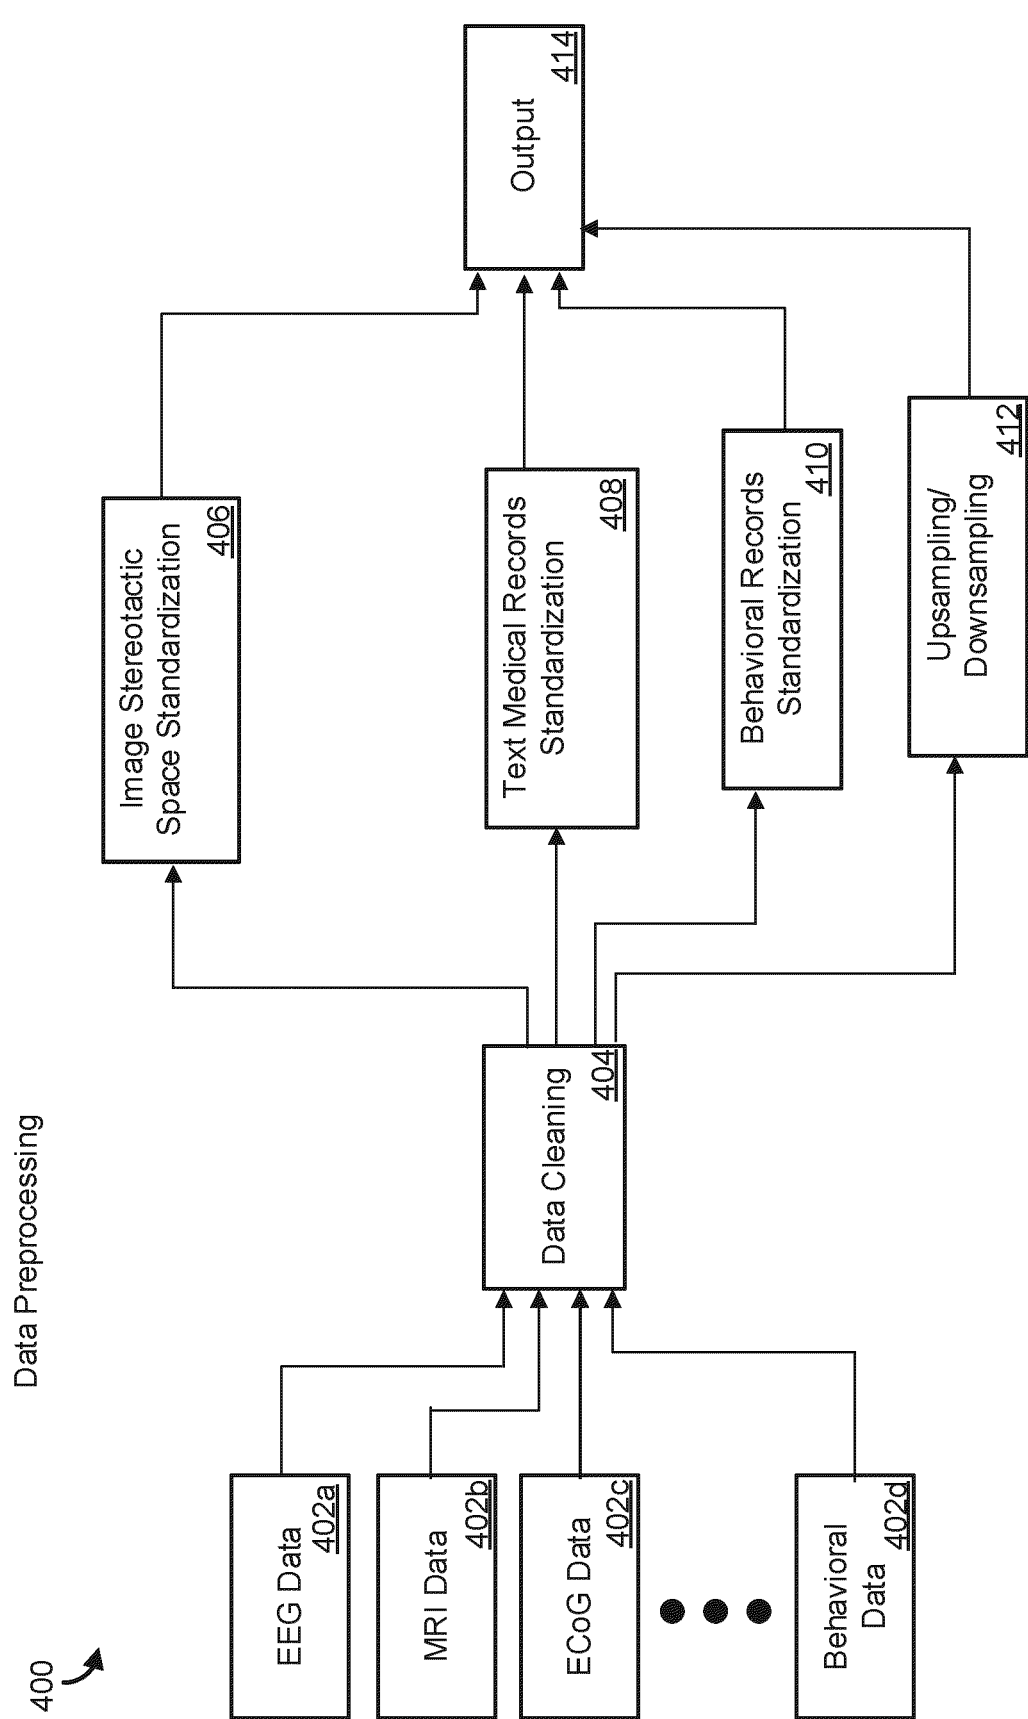 400
Data Preprocessing
EEG Data
402a
MRI Data
402b
ECoG Data
402c
Behavioral
Data
402d
Data Cleaning
404
Image Stereotactic
Space Standardization
406
Text Medical Records
Standardization
408
Behavioral Records
Standardization
410
Upsampling/
Downsampling
412
Output
414